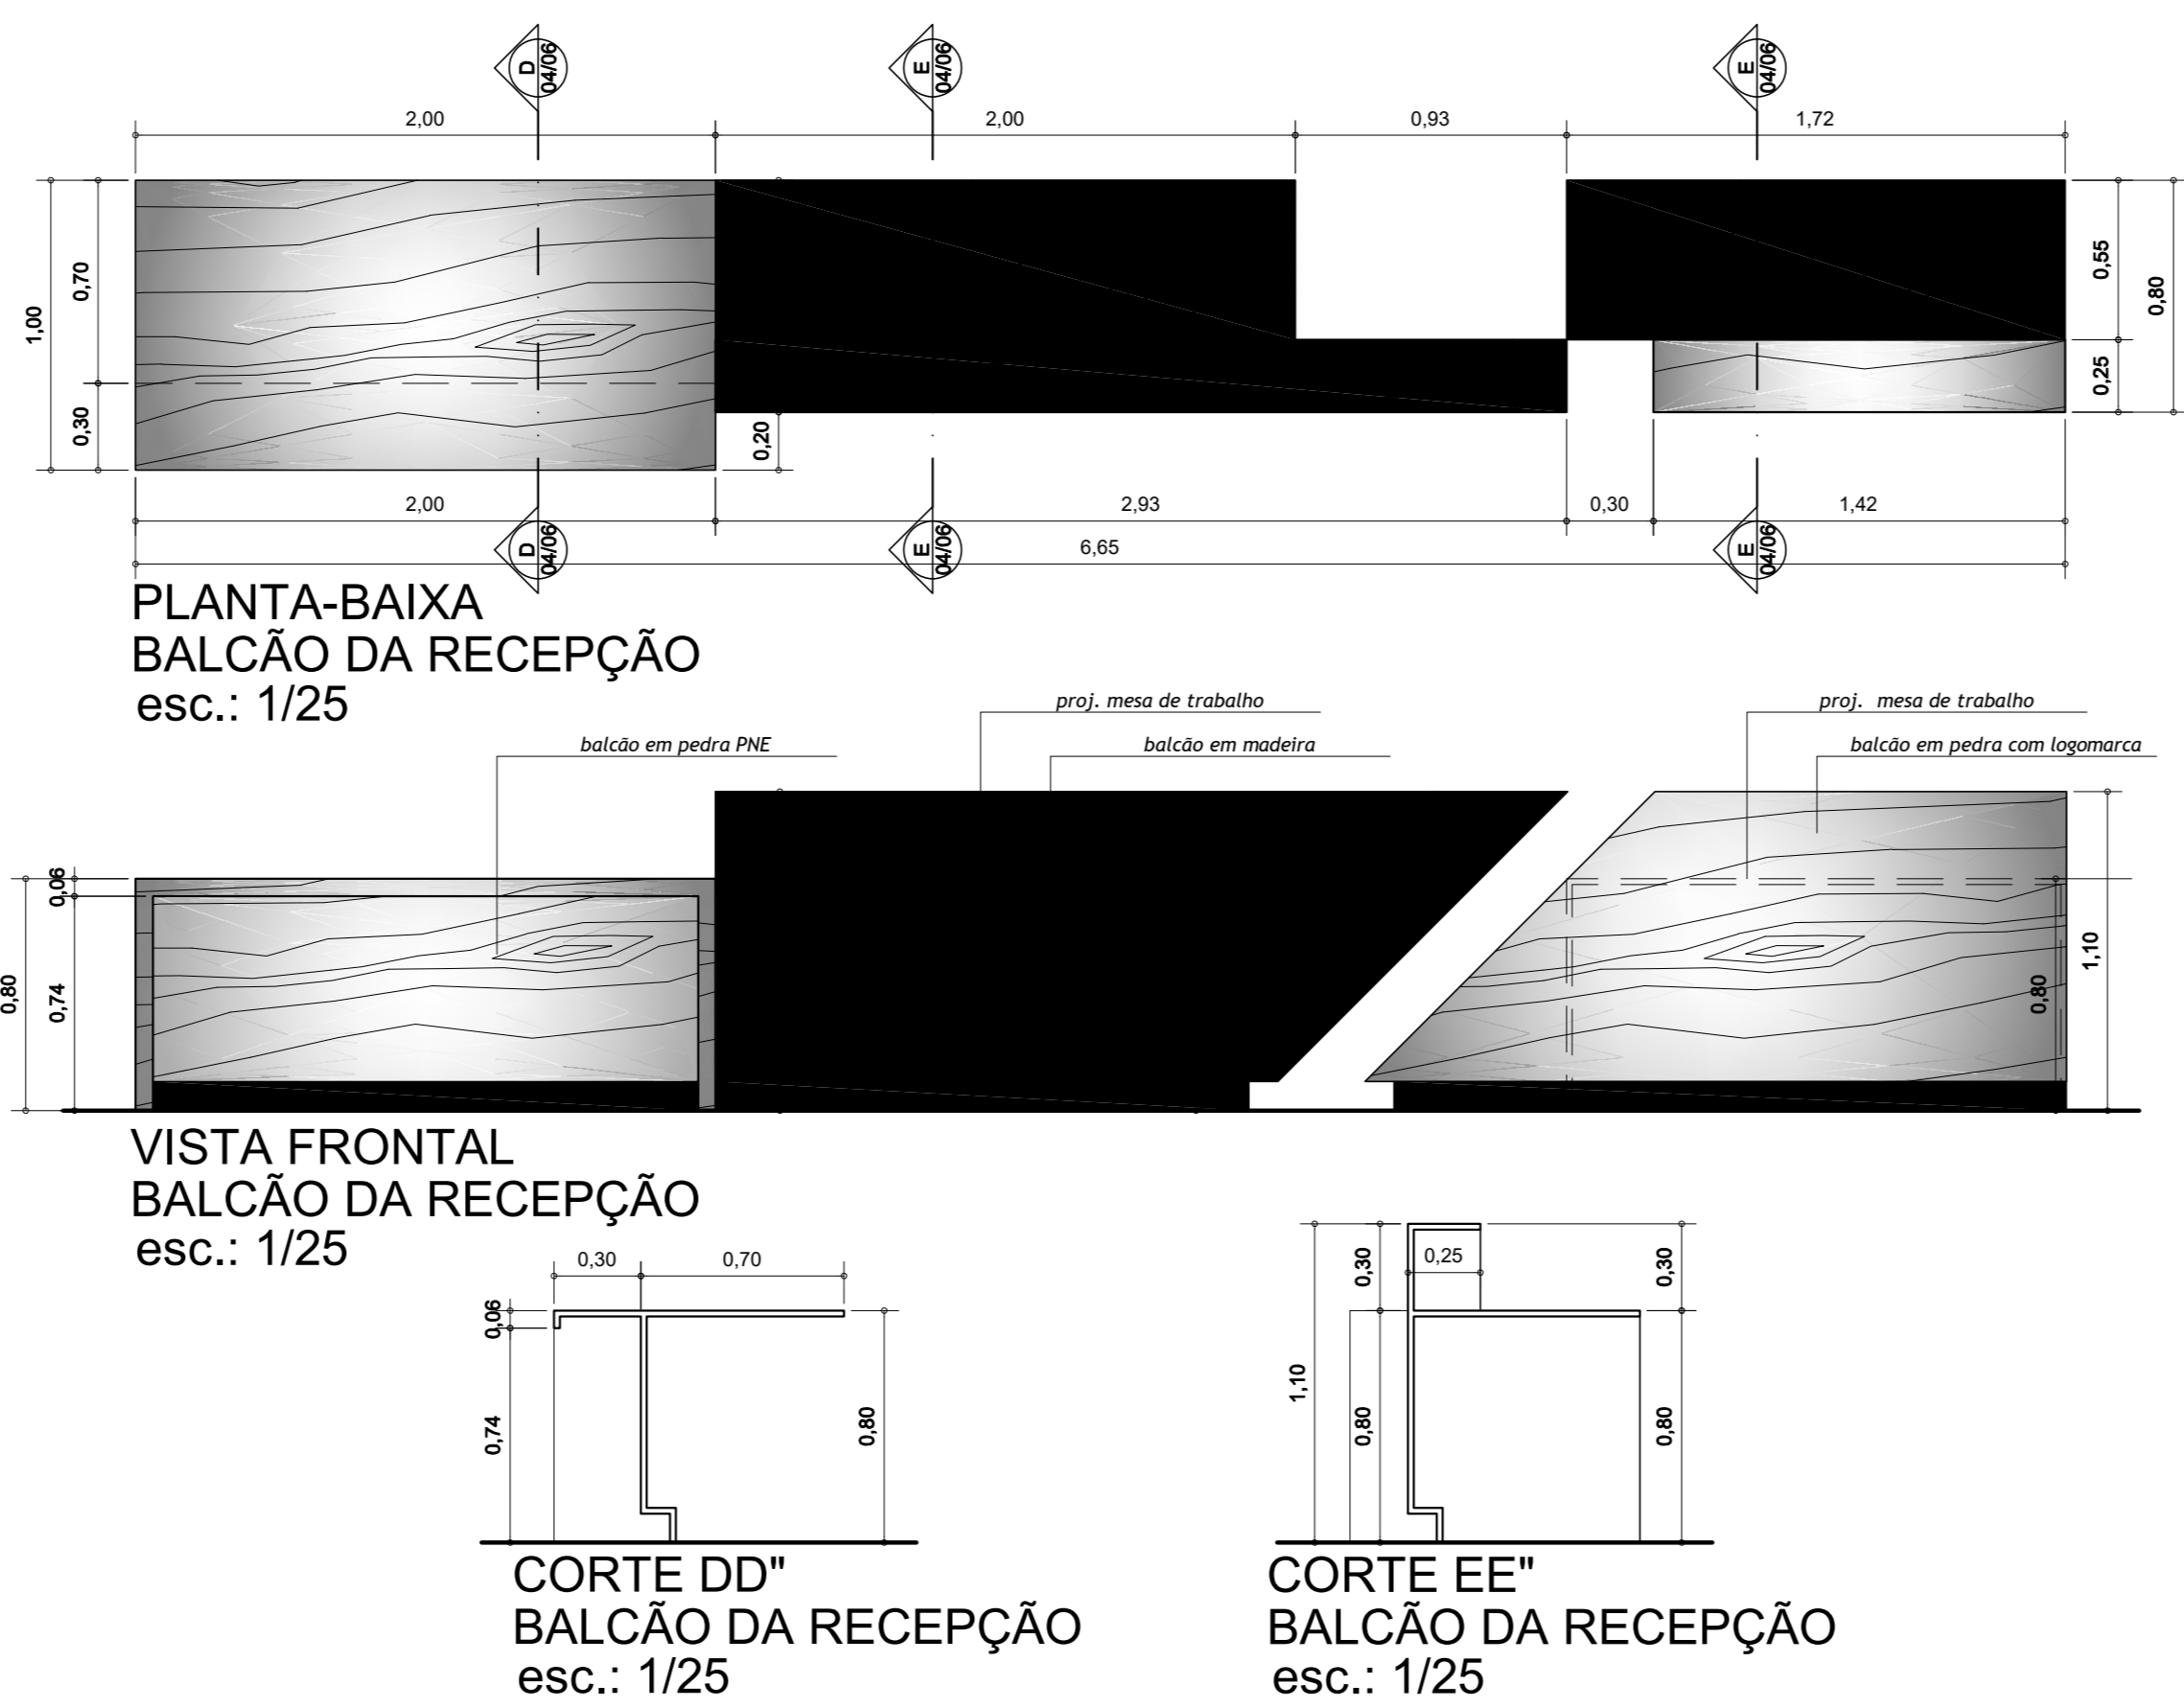 D
04/06
E
04/06
E
04/06
2,00
2,00
0,93
1,72
1,00
0,70
0,30
0,20
0,55
0,25
0,80
2,00
2,93
0,30
1,42
6,65
D
04/06
E
04/06
E
04/06
PLANTA-BAIXA
BALCÃO DA RECEPÇÃO
esc.: 1/25
proj. mesa de trabalho
proj. mesa de trabalho
balcão em pedra PNE
balcão em madeira
balcão em pedra com logomarca
0,06
0,80
0,74
1,10
0,80
VISTA FRONTAL
BALCÃO DA RECEPÇÃO
esc.: 1/25
0,30
0,70
0,06
0,74
0,80
CORTE DD"
BALCÃO DA RECEPÇÃO
esc.: 1/25
0,30
0,25
0,30
1,10
0,80
0,80
CORTE EE"
BALCÃO DA RECEPÇÃO
esc.: 1/25